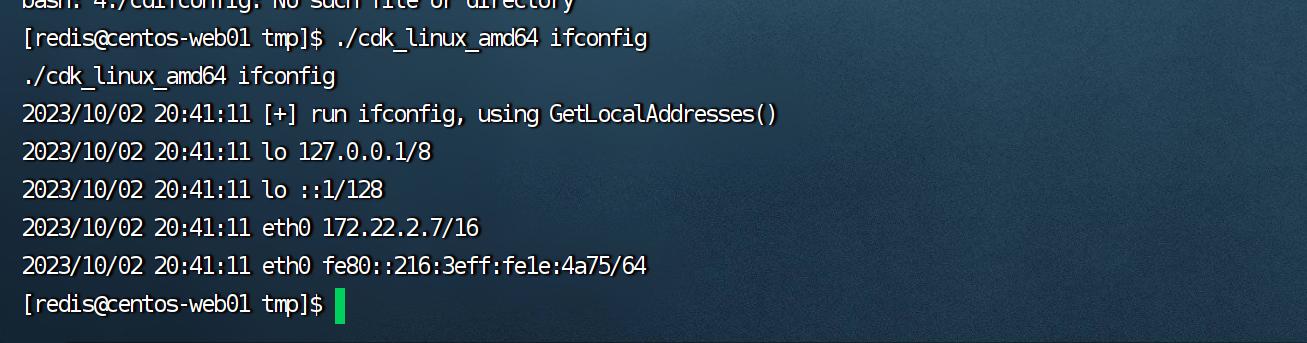 bash: 4./cdifconfig: No such file or directory
[redis@centos-web01 tmp]$ ./cdk_linux_amd64 ifconfig
./cdk_linux_amd64 ifconfig
2023/10/02 20:41:11 [+] run ifconfig, using GetLocalAddresses()
2023/10/02 20:41:11 lo 127.0.0.1/8
2023/10/02 20:41:11 lo ::1/128
2023/10/02 20:41:11 eth0 172.22.2.7/16
2023/10/02 20:41:11 eth0 fe80::216:3eff:fe1e:4a75/64
[redis@centos-web01 tmp]$